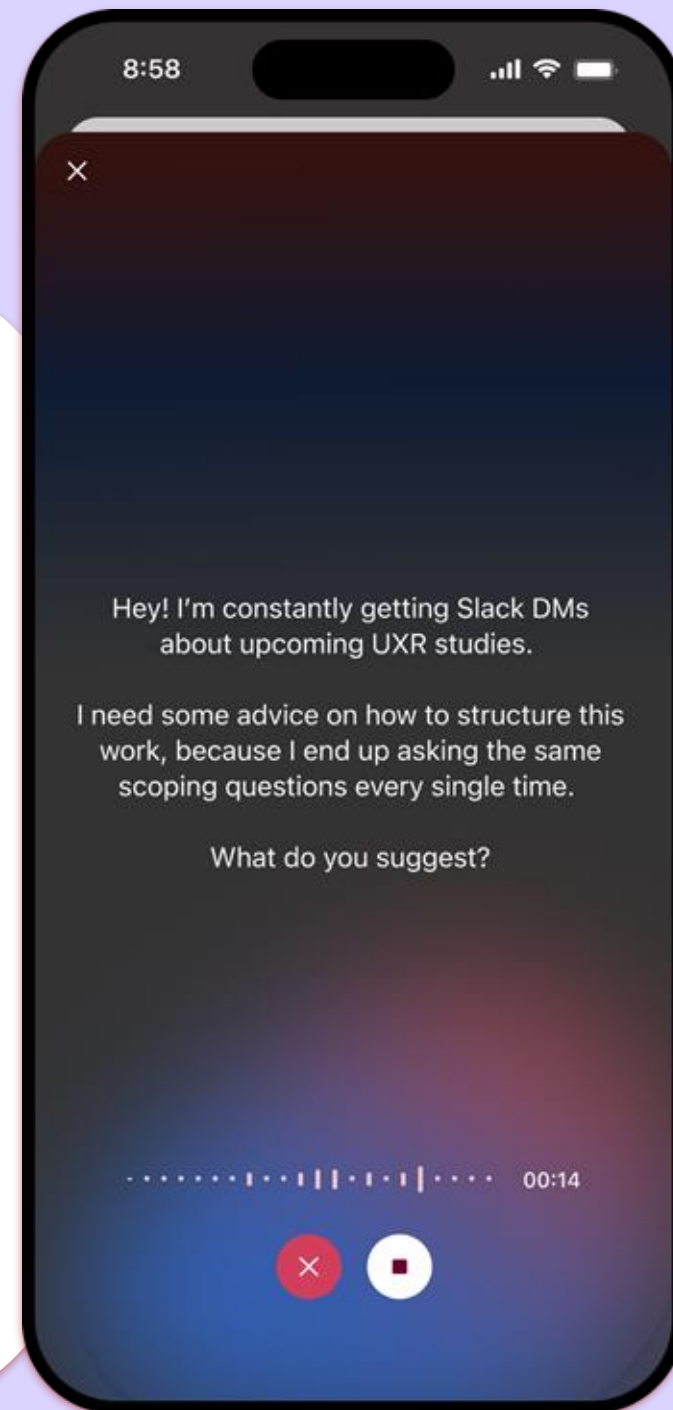 8:58
Hey! I’m constantly getting Slack DMs
about upcoming UXR studies.
I need some advice on how to structure this
work, because I end up asking the same
scoping questions every single time.
What do you suggest?
00:14